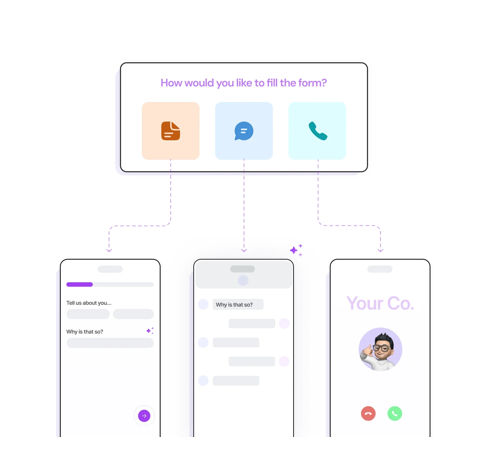 How would you like to fill the form?
Tell us about you...
Why is that so?
Why is that so?
Your Co.